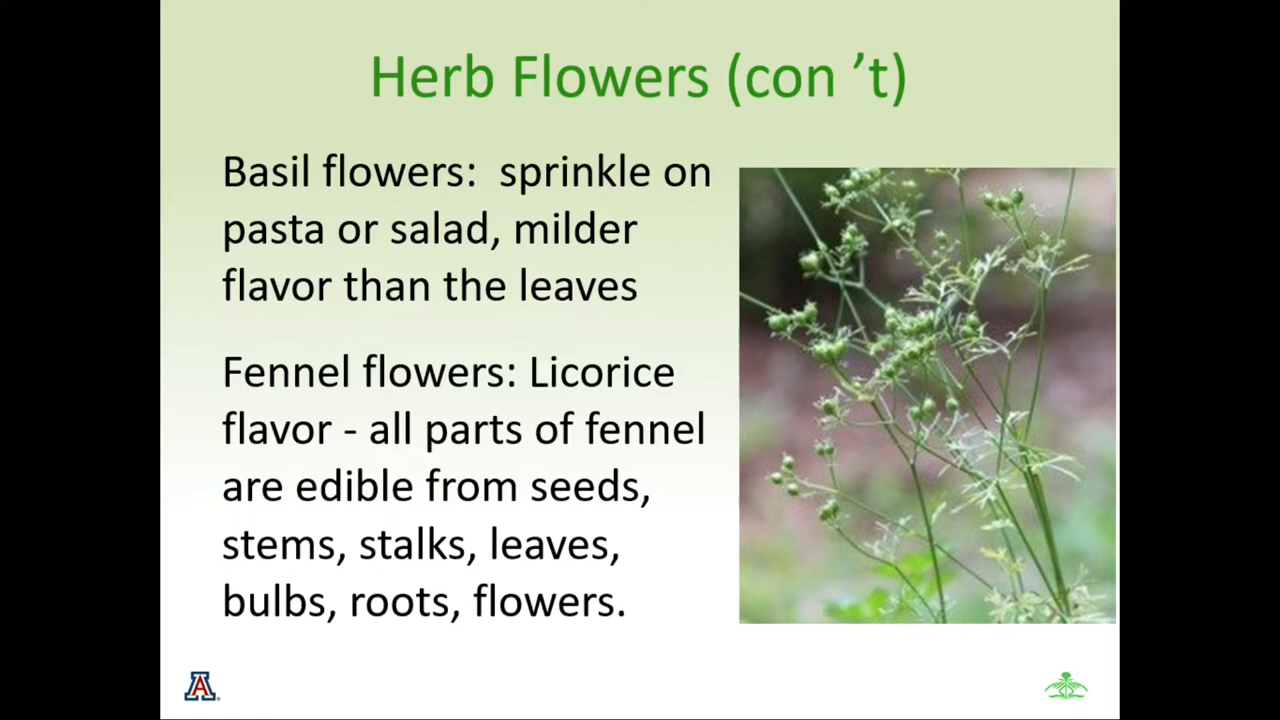 Herb Flowers (con ’t)
Basil flowers:  sprinkle on
pasta or salad, milder
flavor than the leaves
Fennel flowers: Licorice
flavor - all parts of fennel
are edible from seeds,
stems, stalks, leaves,
bulbs, roots, flowers.
A